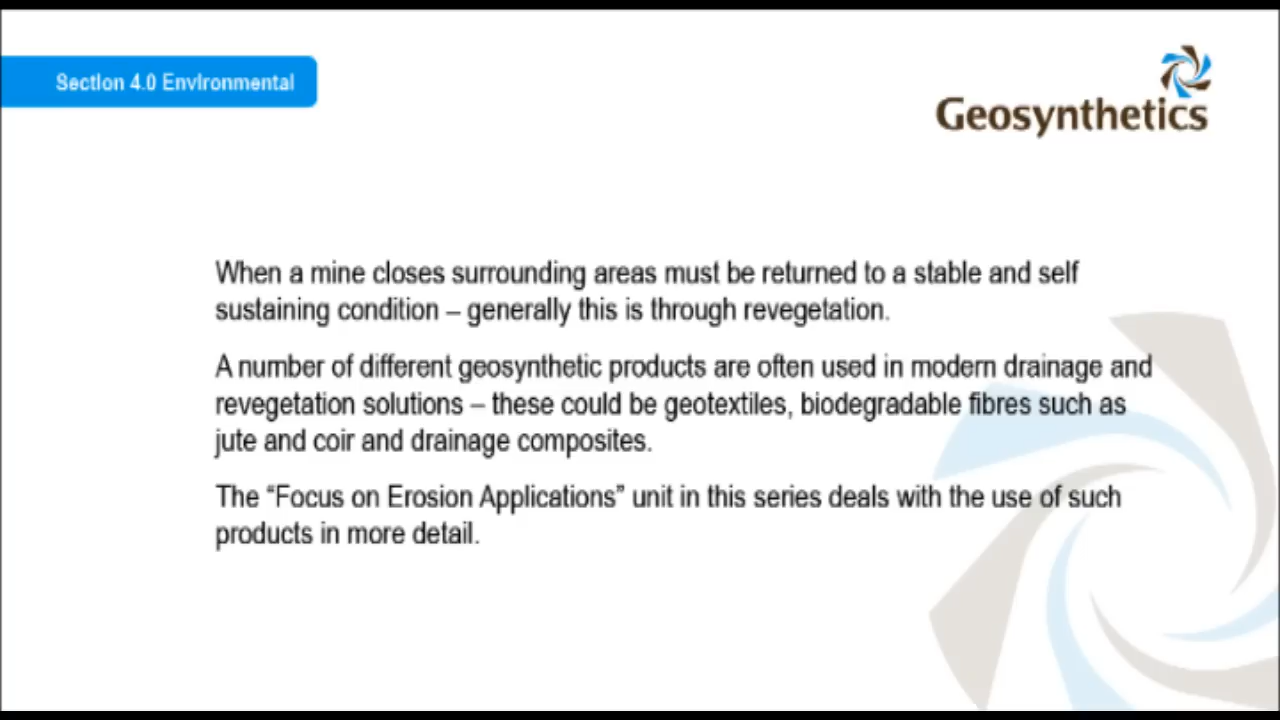 Section 4.0 Environmental
Geosynthetics
When a mine closes surrounding areas must be returned to a stable and self
sustaining condition – generally this is through revegetation.
A number of different geosynthetic products are often used in modern drainage and
revegetation solutions – these could be geotextiles, biodegradable fibres such as
jute and coir and drainage composites.
The “Focus on Erosion Applications” unit in this series deals with the use of such
products in more detail.